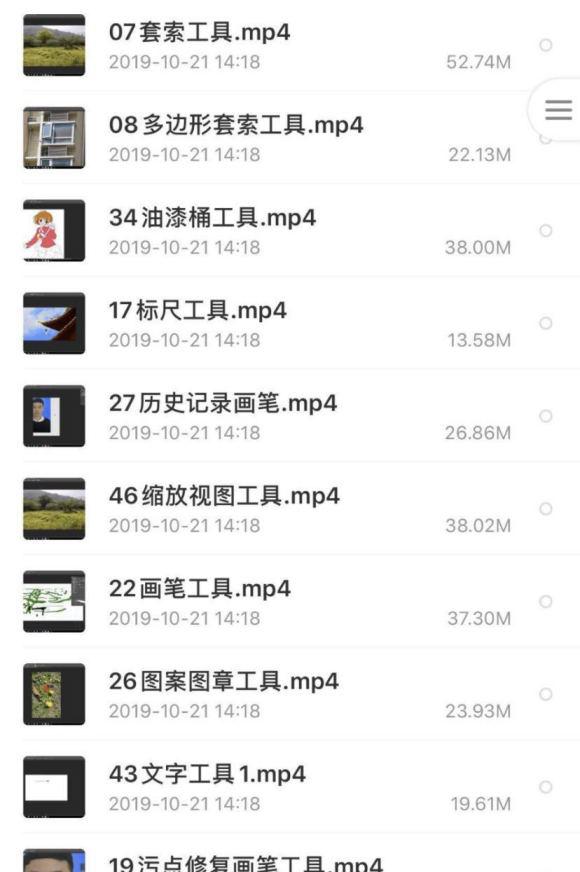 07套索工具.mp4
2019-10-21 14:18 52.74M
08多边形套索工具.mp4
2019-10-21 14:18 22.13M
34油漆桶工具.mp4
2019-10-21 14:18 38.00M
17标尺工具.mp4
2019-10-21 14:18 13.58M
27历史记录画笔.mp4
2019-10-21 14:18 26.86M
46缩放视图工具.mp4
2019-10-21 14:18 38.02M
22画笔工具.mp4
2019-10-21 14:18 37.30M
26图案图章工具.mp4
2019-10-21 14:18 23.93M
43文字工具1.mp4
2019-10-21 14:18 19.61M
19污点修复画笔工具.mp4